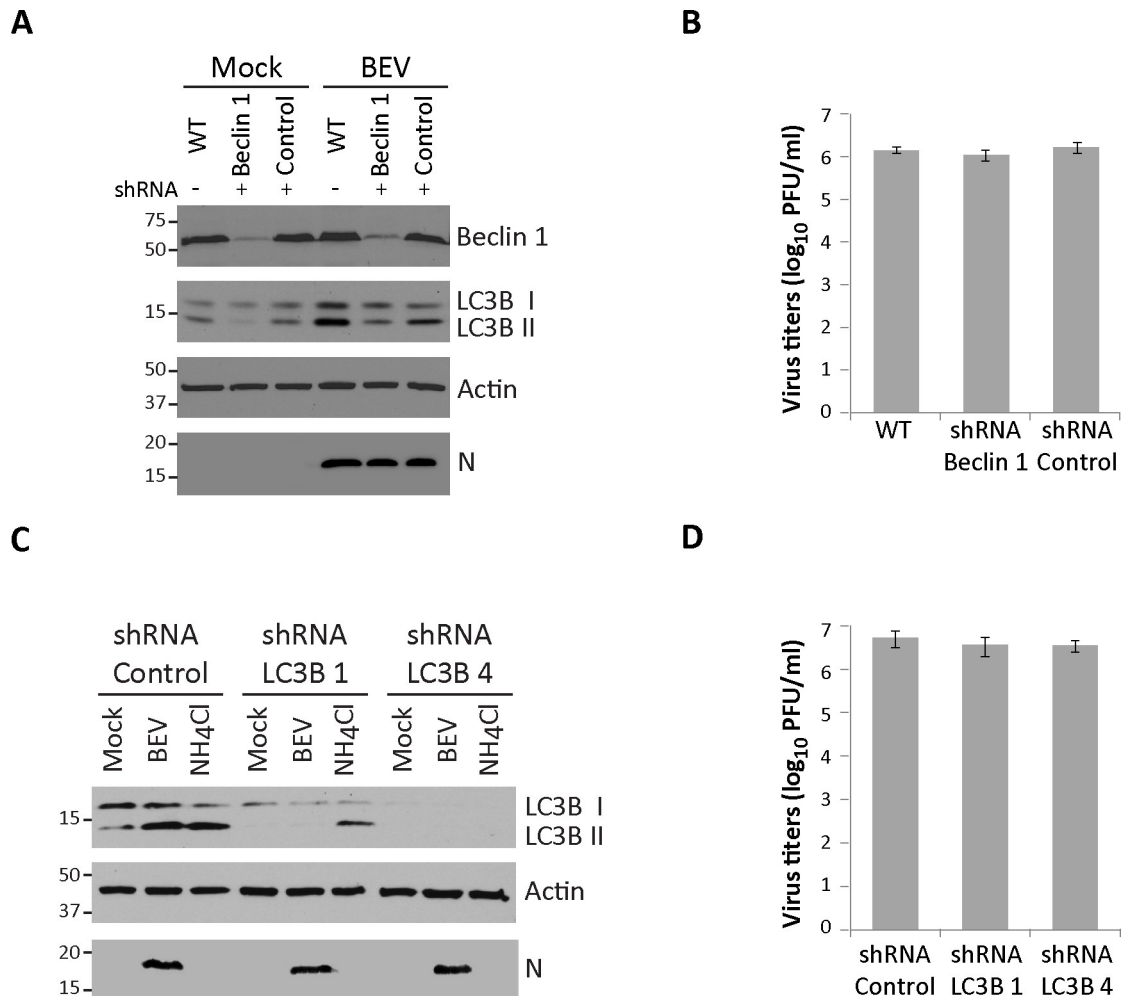 A
Mock BEV
WT Beclin 1 Control WT Beclin 1 Control
shRNA - + + - + +
75
50
Beclin 1
15
LC3B I
LC3B II
50
37
Actin
20
15
N
B
Virus titers (log10 PFU/ml)
7
6
5
4
3
2
1
0
WT shRNA shRNA
Beclin 1 Control
C
shRNA shRNA shRNA
Control LC3B 1 LC3B 4
Mock BEV NH4Cl Mock BEV NH4Cl Mock BEV NH4Cl
15
LC3B I
LC3B II
50
37
Actin
20
15
N
D
Virus titers (log10 PFU/ml)
7
6
5
4
3
2
1
0
shRNA shRNA shRNA
Control LC3B 1 LC3B 4